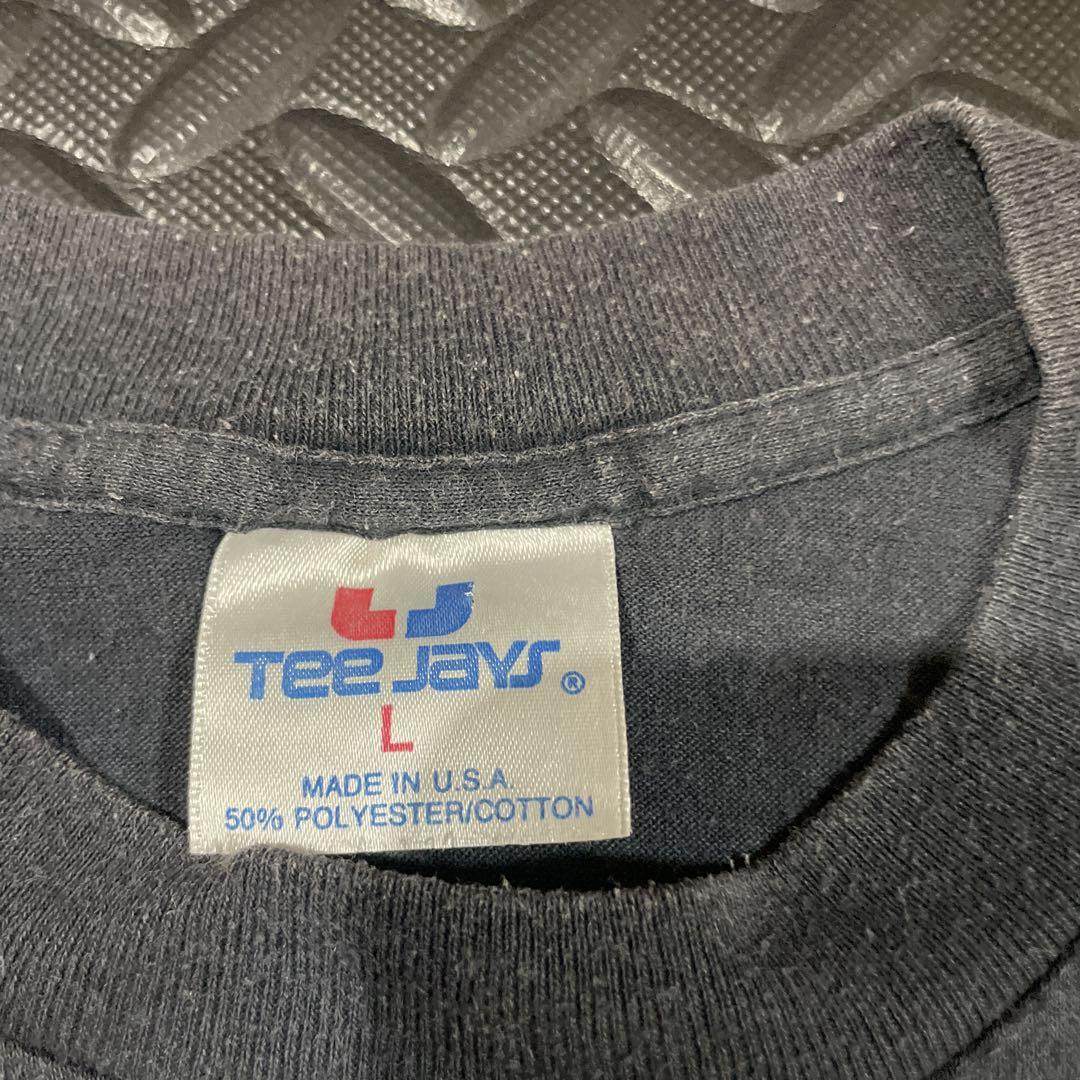 Tee Jays ®
L
MADE IN U.S.A.
50% POLYESTER/COTTON